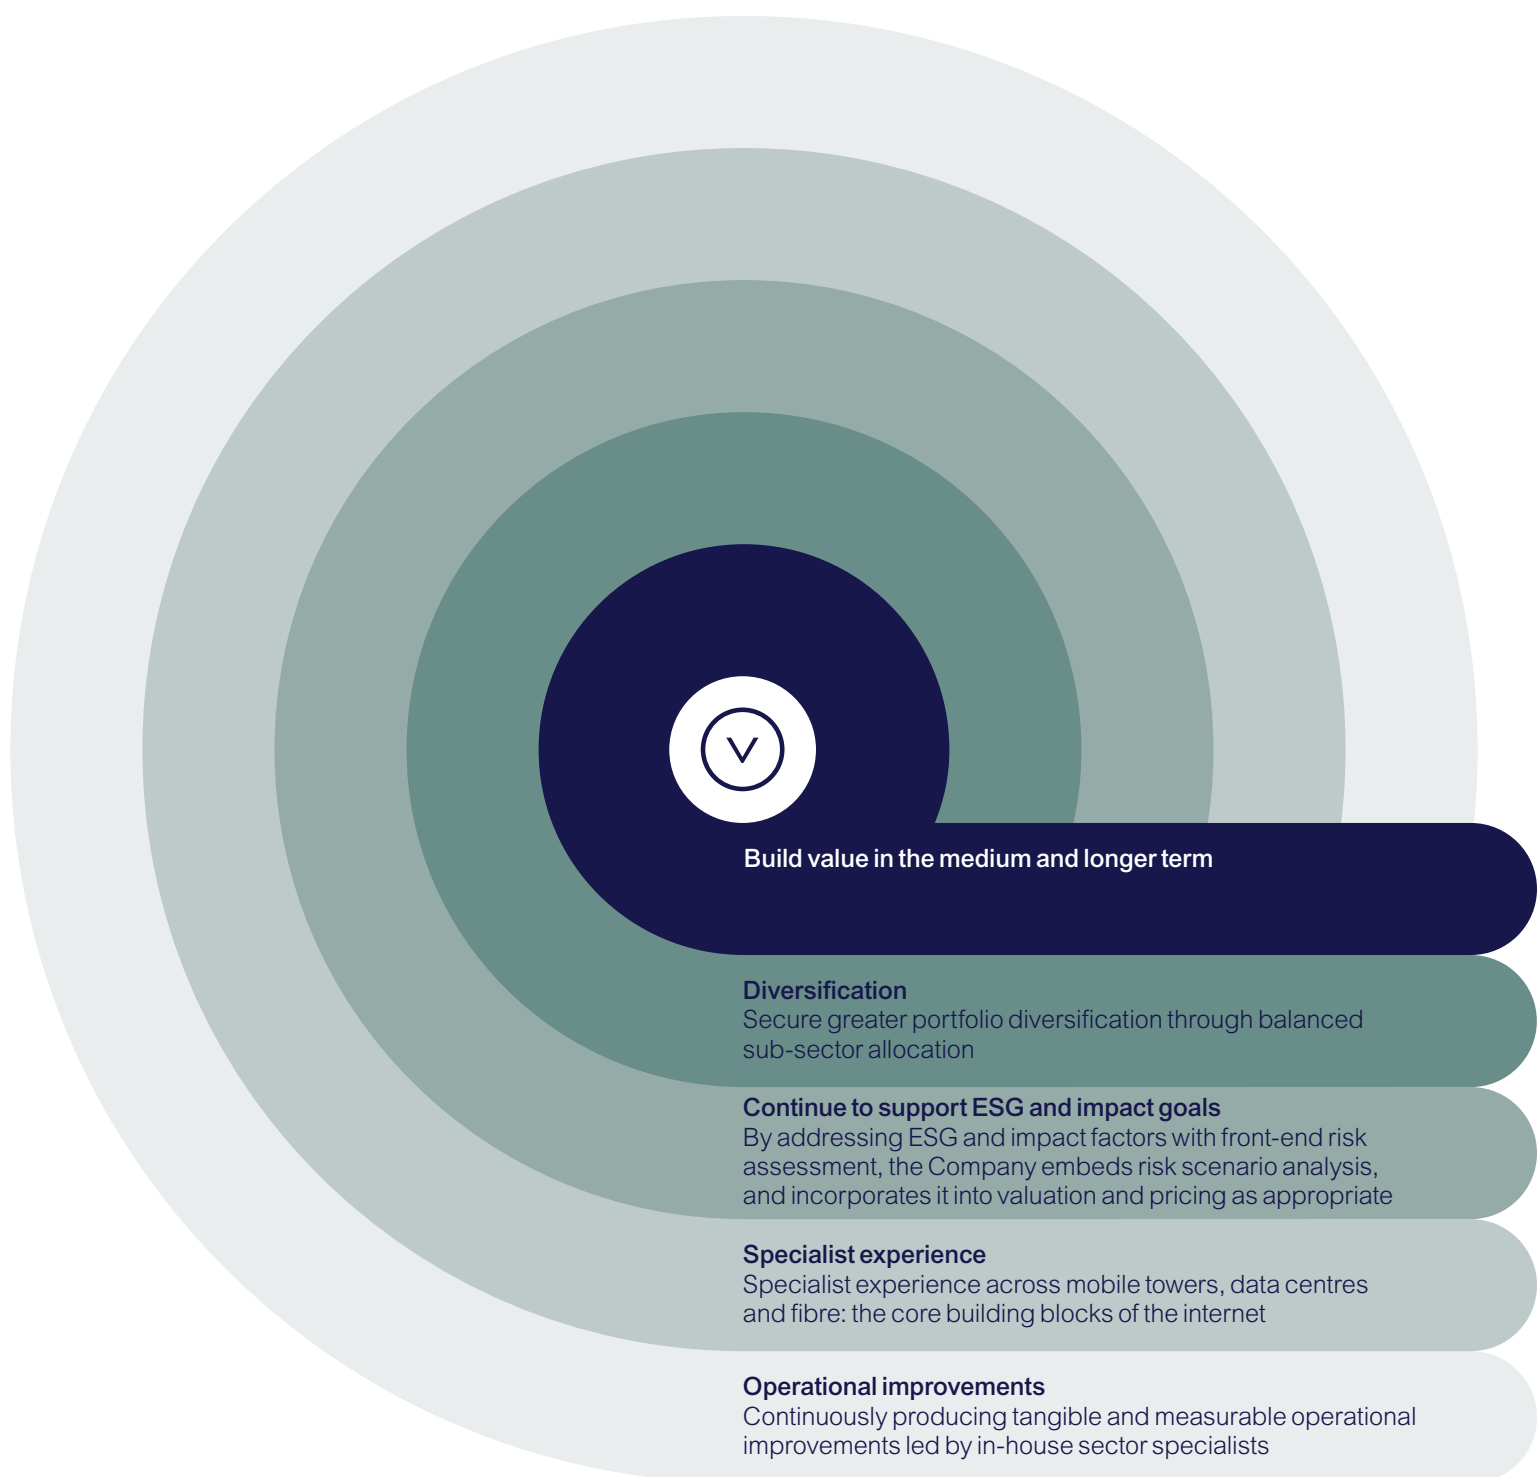 V
Build value in the medium and longer term
Diversification
Secure greater portfolio diversification through balanced
sub-sector allocation
Continue to support ESG and impact goals
By addressing ESG and impact factors with front-end risk
assessment, the Company embeds risk scenario analysis,
and incorporates it into valuation and pricing as appropriate
Specialist experience
Specialist experience across mobile towers, data centres
and fibre: the core building blocks of the internet
Operational improvements
Continuously producing tangible and measurable operational
improvements led by in-house sector specialists